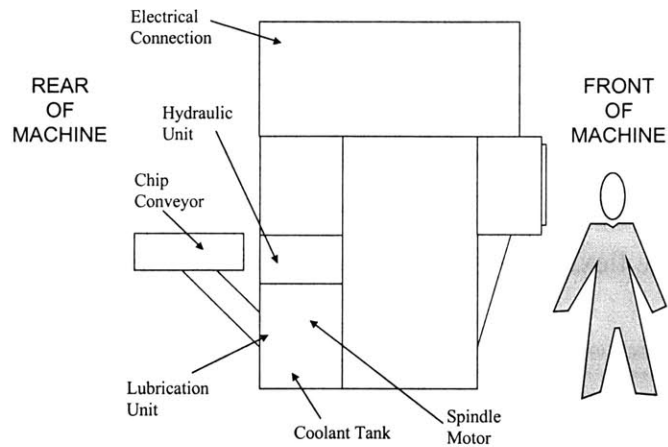 Electrical
Connection
REAR
OF
MACHINE
FRONT
OF
MACHINE
Hydraulic
Unit
Chip
Conveyor
Lubrication
Unit
Coolant Tank
Spindle
Motor